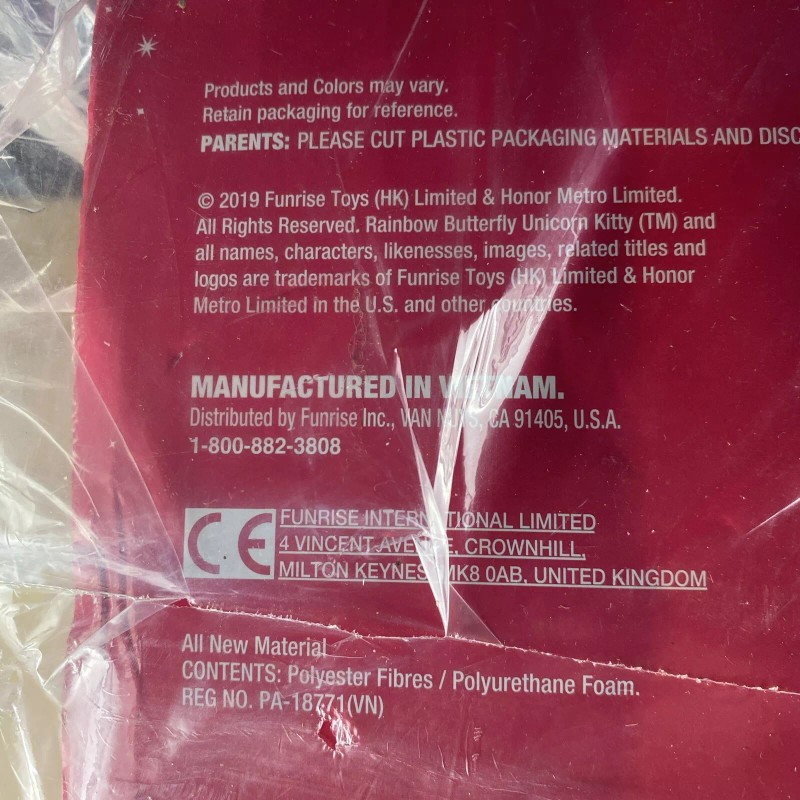 Products and Colors may vary.
Retain packaging for reference.
PARENTS: PLEASE CUT PLASTIC PACKAGING MATERIALS AND DISC
© 2019 Funrise Toys (HK) Limited & Honor Metro Limited.
All Rights Reserved. Rainbow Butterfly Unicorn Kitty (TM) and
all names, characters, likenesses, images, related titles and
logos are trademarks of Funrise Toys (HK) Limited & Honor
Metro Limited in the U.S. and other countries.
MANUFACTURED IN VIETNAM.
Distributed by Funrise Inc., VAN NUYS, CA 91405, U.S.A.
1-800-882-3808
CE
FUNRISE INTERNATIONAL LIMITED
4 VINCENT AVENUE, CROWNHILL,
MILTON KEYNES MK8 0AB, UNITED KINGDOM
All New Material
CONTENTS: Polyester Fibres / Polyurethane Foam.
REG NO. PA-18771(VN)